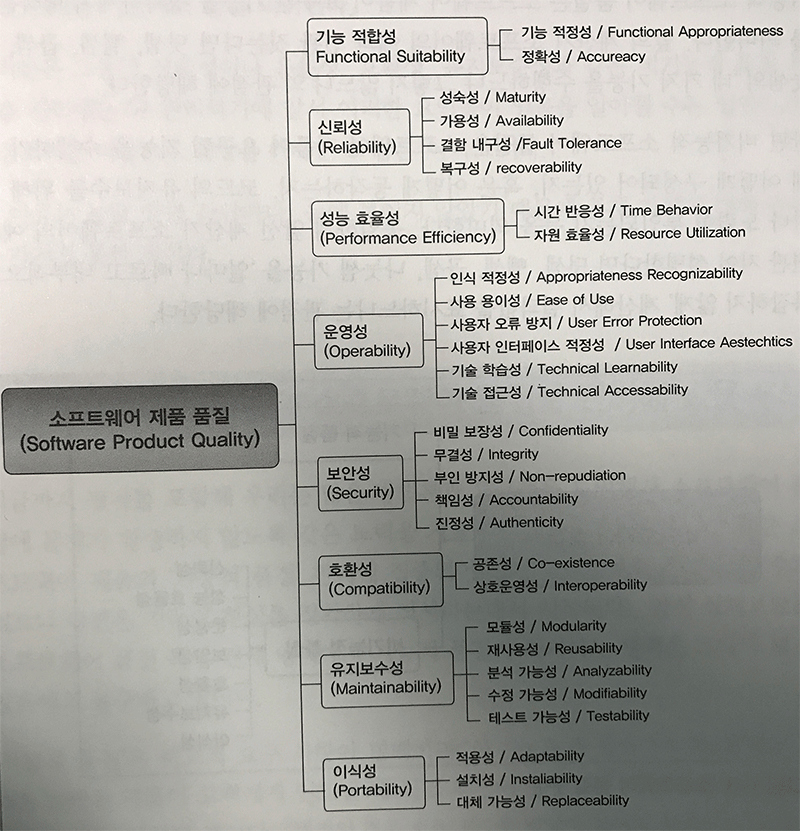 소프트웨어 제품 품질
(Software Product Quality)
기능 적합성
Functional Suitability
기능 적정성 / Functional Appropriateness
정확성 / Accureacy
신뢰성
(Reliability)
성숙성 / Maturity
가용성 / Availability
결함 내구성 /Fault Tolerance
복구성 / recoverability
성능 효율성
(Performance Efficiency)
시간 반응성 / Time Behavior
자원 효율성 / Resource Utilization
운영성
(Operability)
인식 적정성 / Appropriateness Recognizability
사용 용이성 / Ease of Use
사용자 오류 방지 / User Error Protection
사용자 인터페이스 적정성 / User Interface Aestechtics
기술 학습성 / Technical Learnability
기술 접근성 / Technical Accessability
보안성
(Security)
비밀 보장성 / Confidentiality
무결성 / Integrity
부인 방지성 / Non-repudiation
책임성 / Accountability
진정성 / Authenticity
호환성
(Compatibility)
공존성 / Co-existence
상호운영성 / Interoperability
유지보수성
(Maintainability)
모듈성 / Modularity
재사용성 / Reusability
분석 가능성 / Analyzability
수정 가능성 / Modifiability
테스트 가능성 / Testability
이식성
(Portability)
적용성 / Adaptability
설치성 / Instaliability
대체 가능성 / Replaceability